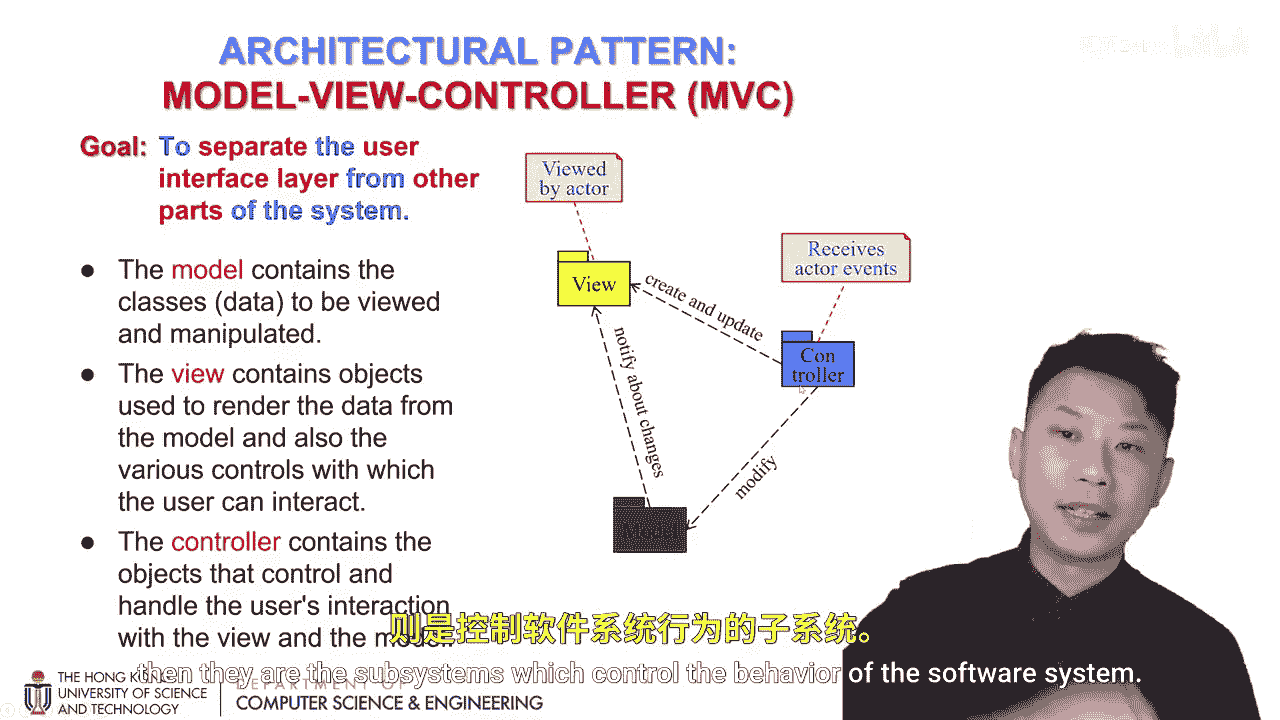 ARCHITECTURAL PATTERN:
MODEL-VIEW-CONTROLLER (MVC)
Goal: To separate the user
interface layer from other
parts of the system.
● The model contains the
classes (data) to be viewed
and manipulated.
● The view contains objects
used to render the data from
the model and also the
various controls with which
the user can interact.
● The controller contains the
objects that control and
handle the user's interaction
with the view and the model.
Viewed
by actor
View
Receives
actor events
create and update
Con
troller
notify about changes
modify
Model
则是控制软件系统行为的子系统。
then they are the subsystems which control the behavior of the software system.
THE HONG KONG
UNIVERSITY OF SCIENCE
AND TECHNOLOGY
DEPARTMENT OF
COMPUTER SCIENCE & ENGINEERING